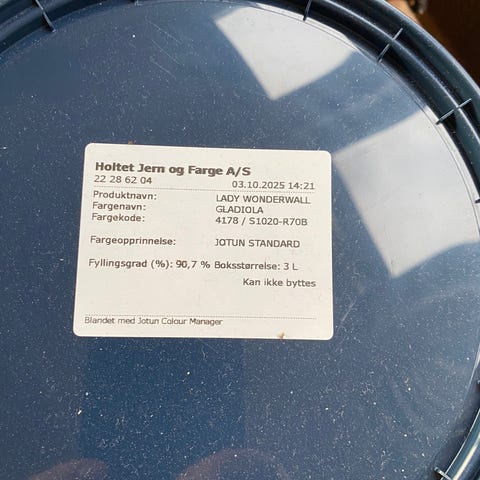 Holtet Jern og Farge A/S
22 28 62 04 03.10.2025 14:21
Produktnavn: LADY WONDERWALL
Fargenavn: GLADIOLA
Fargekode: 4178 / S1020-R70B
Fargeopprinnelse: JOTUN STANDARD
Fyllingsgrad (%): 90,7 % Boksstørrelse: 3 L
Kan ikke byttes
Blandet med Jotun Colour Manager